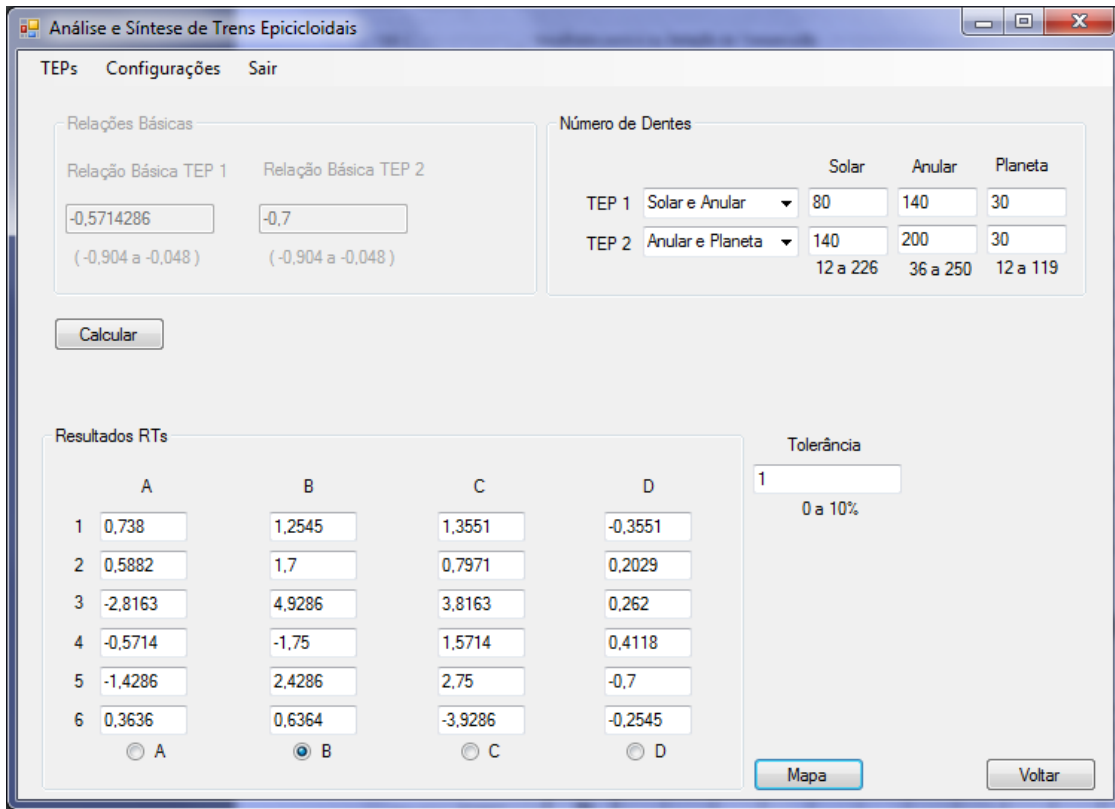 Análise e Síntese de Trens Epicicloidais
TEPs Configurações Sair
Relações Básicas
Relação Básica TEP 1 Relação Básica TEP 2
-0,5714286 -0,7
( -0,904 a -0,048 ) ( -0,904 a -0,048 )
Número de Dentes
Solar Anular Planeta
TEP 1 Solar e Anular 80 140 30
TEP 2 Anular e Planeta 140 200 30
12 a 226 36 a 250 12 a 119
Calcular
Resultados RTs
A B C D
1 0,738 1,2545 1,3551 -0,3551
2 0,5882 1,7 0,7971 0,2029
3 -2,8163 4,9286 3,8163 0,262
4 -0,5714 -1,75 1,5714 0,4118
5 -1,4286 2,4286 2,75 -0,7
6 0,3636 0,6364 -3,9286 -0,2545
A B C D
Tolerância
1
0 a 10%
Mapa Voltar